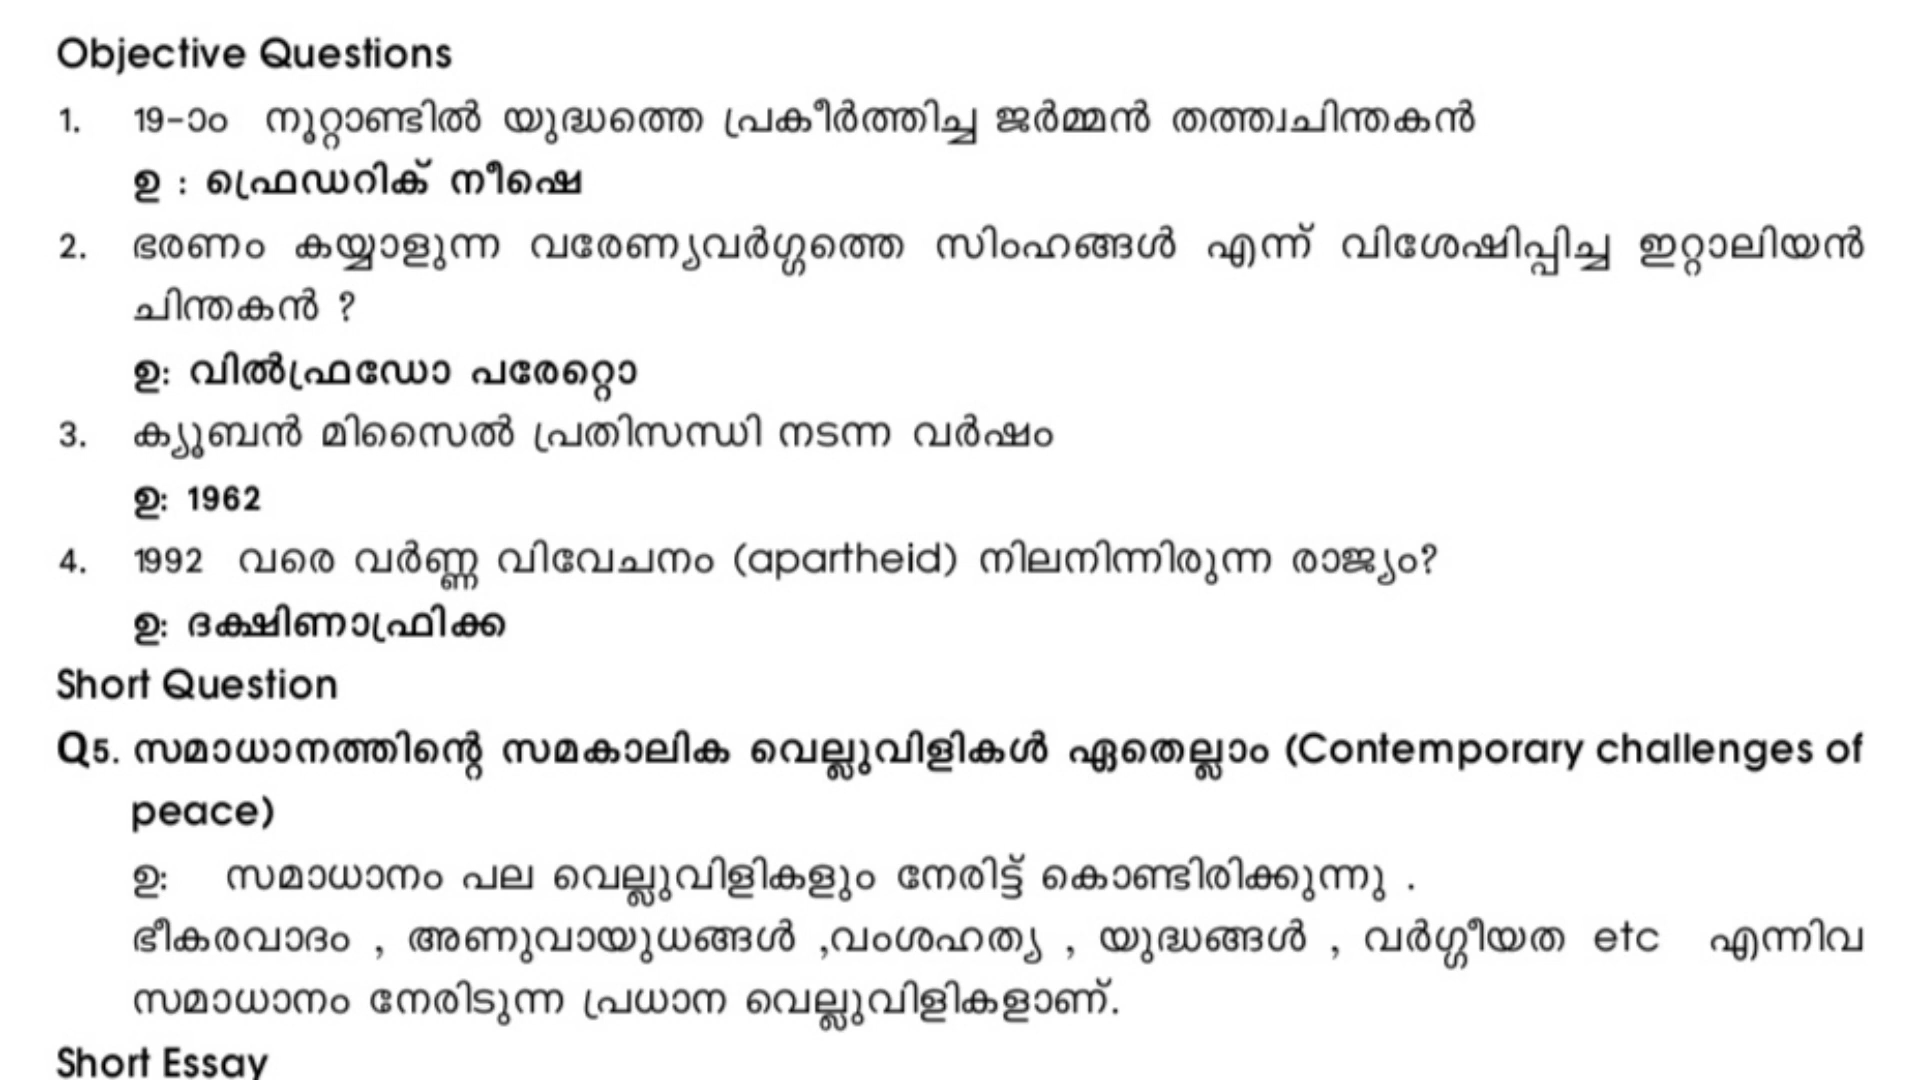 Objective Questions
1. 19-ാം നൂറ്റാണ്ടിൽ യുദ്ധത്തെ പ്രകീർത്തിച്ച ജർമ്മൻ തത്ത്വചിന്തകൻ
ഉ : ഫ്രെഡറിക് നീഷെ
2. ഭരണം കയ്യാളുന്ന വരേണ്യവർഗ്ഗത്തെ സിംഹങ്ങൾ എന്ന് വിശേഷിപ്പിച്ച ഇറ്റാലിയൻ
ചിന്തകൻ ?
ഉ: വിൽഫ്രഡോ പരേറ്റൊ
3. ക്യൂബൻ മിസൈൽ പ്രതിസന്ധി നടന്ന വർഷം
ഉ: 1962
4. 1992 വരെ വർണ്ണ വിവേചനം (apartheid) നിലനിന്നിരുന്ന രാജ്യം?
ഉ: ദക്ഷിണാഫ്രിക്ക
Short Question
Q5. സമാധാനത്തിന്റെ സമകാലിക വെല്ലുവിളികൾ ഏതെല്ലാം (Contemporary challenges of
peace)
ഉ: സമാധാനം പല വെല്ലുവിളികളും നേരിട്ട് കൊണ്ടിരിക്കുന്നു .
ഭീകരവാദം , അണുവായുധങ്ങൾ ,വംശഹത്യ , യുദ്ധങ്ങൾ , വർഗ്ഗീയത etc എന്നിവ
സമാധാനം നേരിടുന്ന പ്രധാന വെല്ലുവിളികളാണ്.
Short Essay